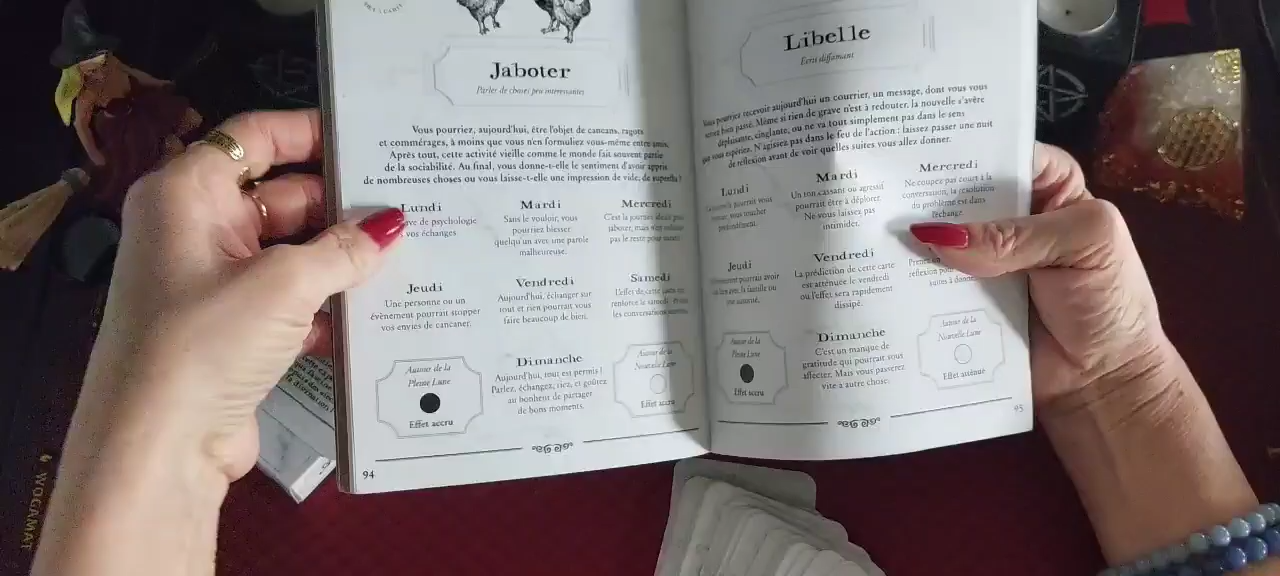 Jaboter
Parler de choses peu intéressantes
Vous pourriez, aujourd'hui, être l'objet de cancans, ragots
et commérages, à moins que vous n'en formuliez vous-même entre amis.
Après tout, cette activité vieille comme le monde fait souvent partie
de la sociabilité. Au final, vous donne-t-elle le sentiment d'avoir appris
de nombreuses choses ou vous laisse-t-elle une impression de vide, de superflu ?
Lundi
de psychologie
vos échanges
Mardi
Sans le vouloir, vous
pourriez blesser
quelqu'un avec une parole
malheureuse.
Mercredi
C'est la journée idéale pour
jaboter, mais n'en oubliez
pas le reste pour autant.
Jeudi
Une personne ou un
évènement pourrait stopper
vos envies de cancaner.
Vendredi
Aujourd'hui, échanger sur
tout et rien pourrait vous
faire beaucoup de bien.
Samedi
L'effet de cette carte
renforce le samedi.
les conversations
Autour de la
Pleine Lune
Effet accru
Dimanche
Aujourd'hui, tout est permis !
Parlez, échangez, riez, et goûtez
au bonheur de partager
de bons moments.
Autour de la
Nouvelle Lune
Effet accru
94
Libelle
Écrit diffamant
Vous pourriez recevoir aujourd'hui un courrier, un message, dont vous vous
seriez bien passé. Même si rien de grave n'est à redouter, la nouvelle s'avère
déplaisante, cinglante, ou ne va tout simplement pas dans le sens
que vous espériez. N'agissez pas dans le feu de l'action : laissez passer une nuit
de réflexion avant de voir quelles suites vous allez donner.
Lundi
pourrait vous
vous toucher
profondément.
Mardi
Un ton cassant ou agressif
pourrait être à déplorer.
Ne vous laissez pas
intimider.
Mercredi
Ne coupez pas court à la
conversation, la résolution
du problème est dans
l'échange.
Jeudi
pourrait avoir
un lien avec la famille ou
Vendredi
La prédiction de cette carte
est atténuée le vendredi
ou l'effet sera rapidement
dissipé.
réflexion pour
suites à donner
Autour de la
Pleine Lune
Effet accru
Dimanche
C'est un manque de
gratitude qui pourrait vous
affecter. Mais vous passerez
vite à autre chose.
Autour de la
Nouvelle Lune
Effet atténué
95
WOGAMAT